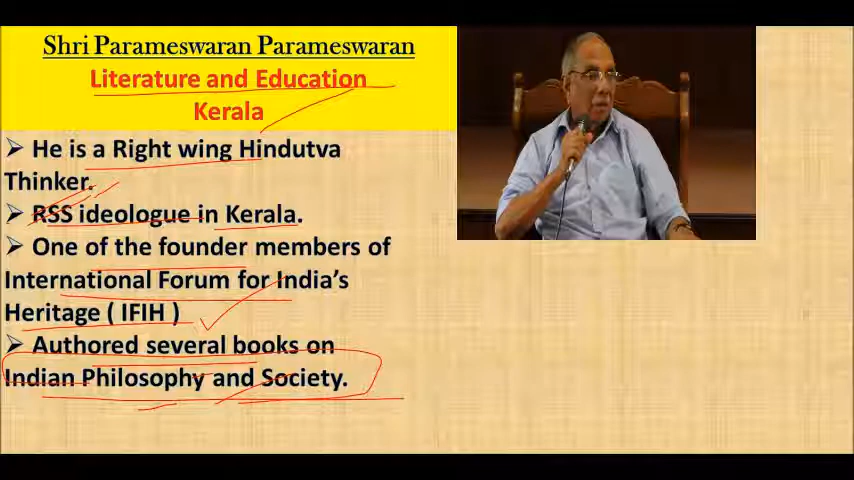 Shri Parameswaran Parameswaran
Literature and Education
Kerala
➢ He is a Right wing Hindutva
Thinker.
➢ RSS ideologue in Kerala.
➢ One of the founder members of
International Forum for India's
Heritage ( IFIH )
➢ Authored several books on
Indian Philosophy and Society.